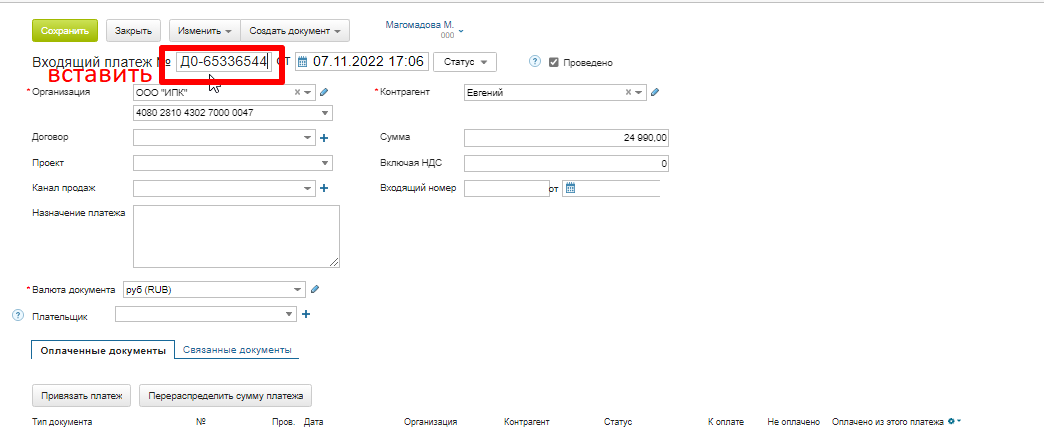 Сохранить Закрыть Изменить Создать документ Магомадова М.
ООО
Входящий платеж № Д0-65336544 от 07.11.2022 17:06 Статус ? Проведено
вставить
* Организация ООО "ИПК" * Контрагент Евгений
4080 2810 4302 7000 0047
Договор Сумма 24 990,00
Проект Включая НДС 0
Канал продаж Входящий номер от
Назначение платежа
* Валюта документа руб (RUB)
? Плательщик
Оплаченные документы Связанные документы
Привязать платеж Перераспределить сумму платежа
Тип документа № Пров. Дата Организация Контрагент Статус К оплате Не оплачено Оплачено из этого платежа